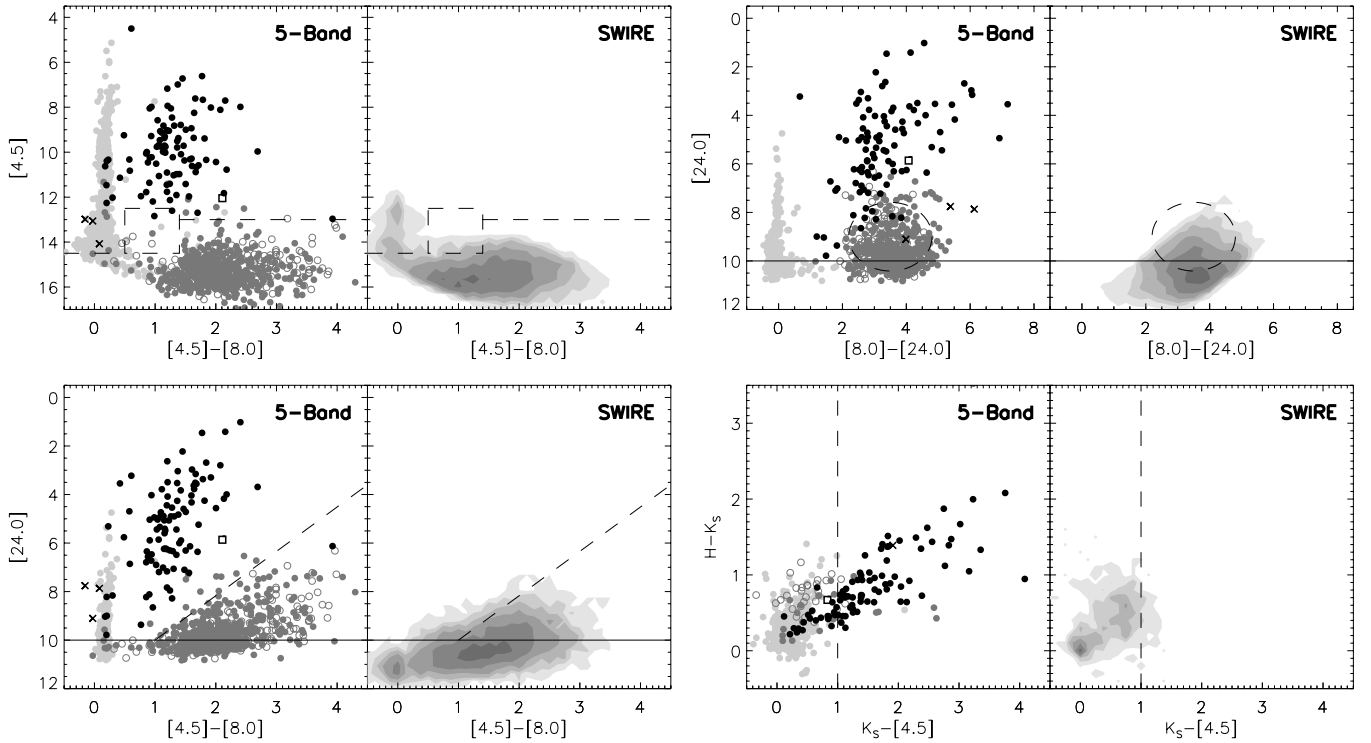 5-Band
SWIRE
4
6
8
10
12
14
16
[4.5]
0 1 2 3 4
0 1 2 3 4
[4.5]-[8.0]
[4.5]-[8.0]
5-Band
SWIRE
0
2
4
6
8
10
12
[24.0]
0 2 4 6 8
0 2 4 6 8
[8.0]-[24.0]
[8.0]-[24.0]
5-Band
SWIRE
0
2
4
6
8
10
12
[24.0]
0 1 2 3 4
0 1 2 3 4
[4.5]-[8.0]
[4.5]-[8.0]
5-Band
SWIRE
3
2
1
0
H-Ks
0 1 2 3 4
0 1 2 3 4
Ks-[4.5]
Ks-[4.5]